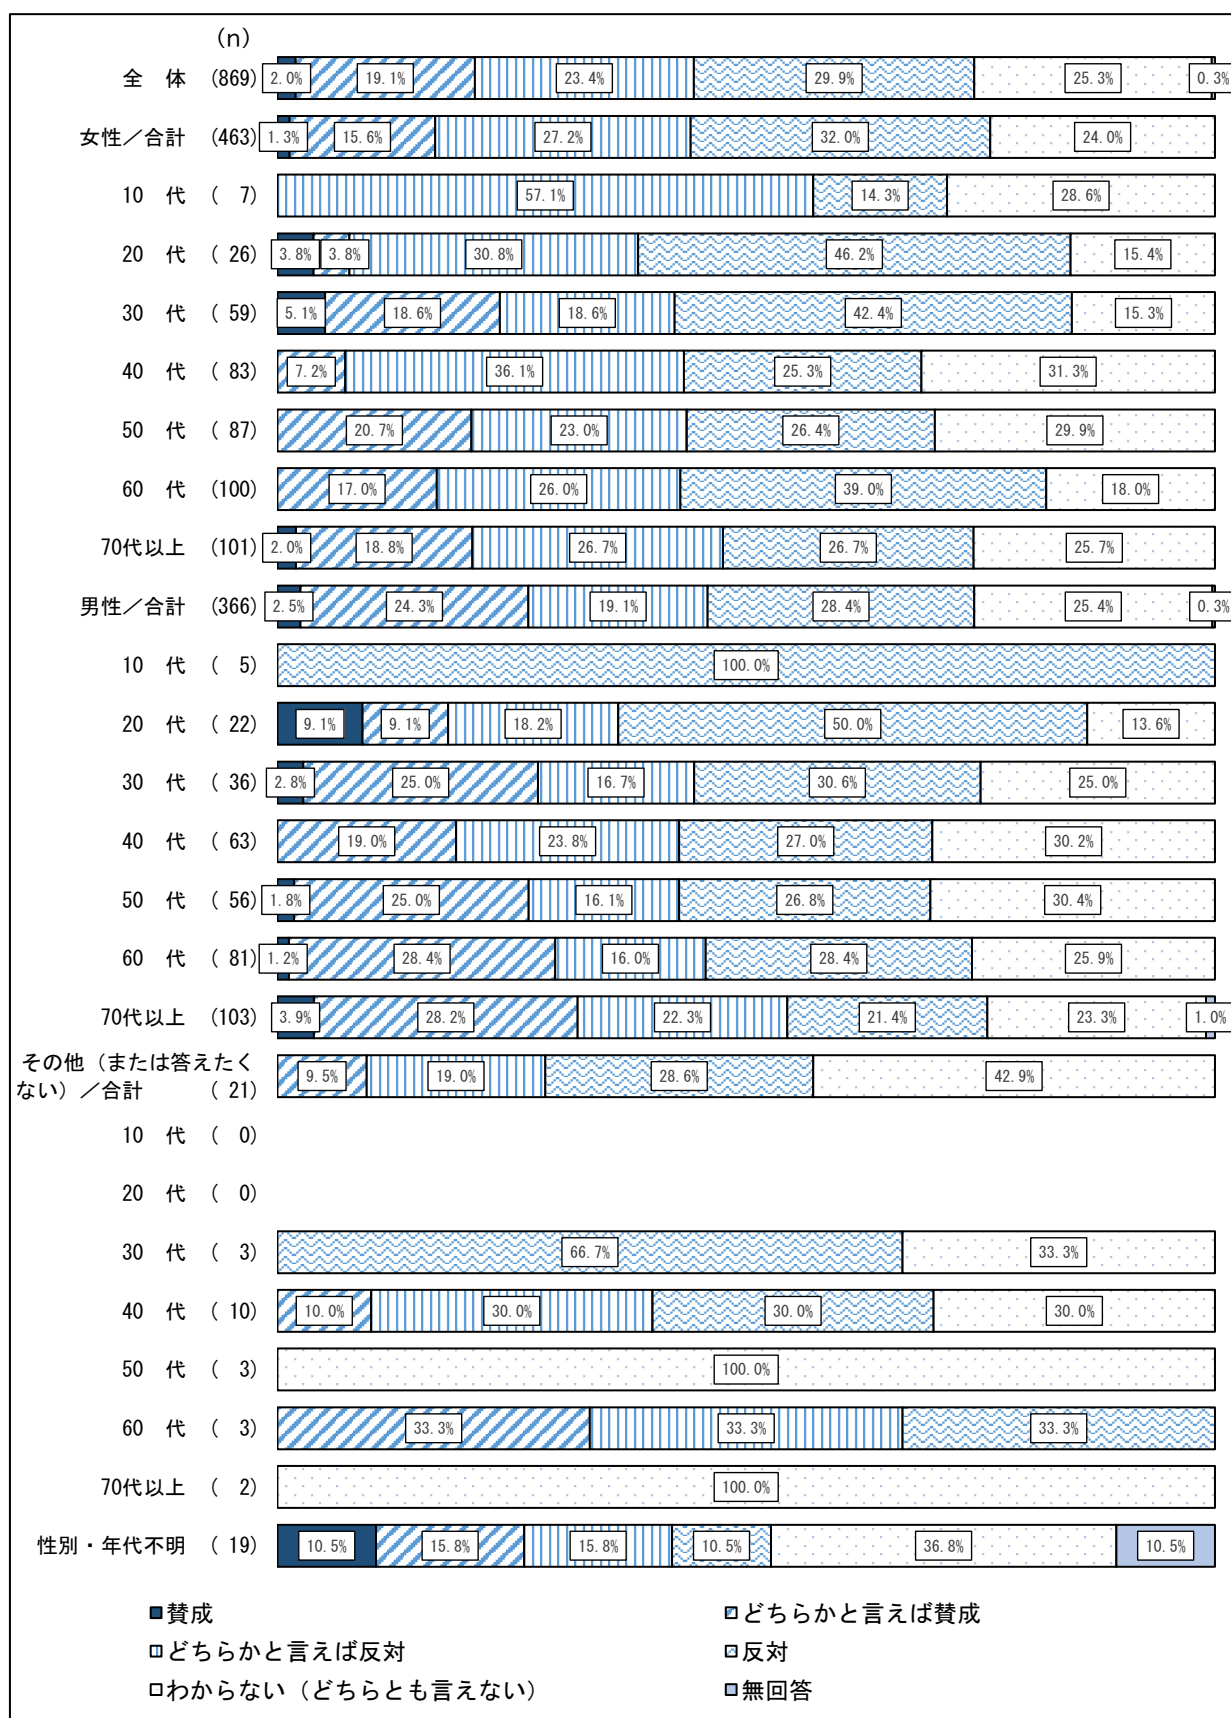 (n)
全　体 (869) 2.0% 19.1% 23.4% 29.9% 25.3% 0.3%
女性／合計 (463) 1.3% 15.6% 27.2% 32.0% 24.0%
10　代 (　7) 57.1% 14.3% 28.6%
20　代 ( 26) 3.8% 3.8% 30.8% 46.2% 15.4%
30　代 ( 59) 5.1% 18.6% 18.6% 42.4% 15.3%
40　代 ( 83) 7.2% 36.1% 25.3% 31.3%
50　代 ( 87) 20.7% 23.0% 26.4% 29.9%
60　代 (100) 17.0% 26.0% 39.0% 18.0%
70代以上 (101) 2.0% 18.8% 26.7% 26.7% 25.7%
男性／合計 (366) 2.5% 24.3% 19.1% 28.4% 25.4% 0.3%
10　代 (　5) 100.0%
20　代 ( 22) 9.1% 9.1% 18.2% 50.0% 13.6%
30　代 ( 36) 2.8% 25.0% 16.7% 30.6% 25.0%
40　代 ( 63) 19.0% 23.8% 27.0% 30.2%
50　代 ( 56) 1.8% 25.0% 16.1% 26.8% 30.4%
60　代 ( 81) 1.2% 28.4% 16.0% 28.4% 25.9%
70代以上 (103) 3.9% 28.2% 22.3% 21.4% 23.3% 1.0%
その他（または答えたく
ない）／合計 ( 21) 9.5% 19.0% 28.6% 42.9%
10　代 (　0)
20　代 (　0)
30　代 (　3) 66.7% 33.3%
40　代 ( 10) 10.0% 30.0% 30.0% 30.0%
50　代 (　3) 100.0%
60　代 (　3) 33.3% 33.3% 33.3%
70代以上 (　2) 100.0%
性別・年代不明 ( 19) 10.5% 15.8% 15.8% 10.5% 36.8% 10.5%
賛成 どちらかと言えば賛成
どちらかと言えば反対 反対
わからない（どちらとも言えない） 無回答